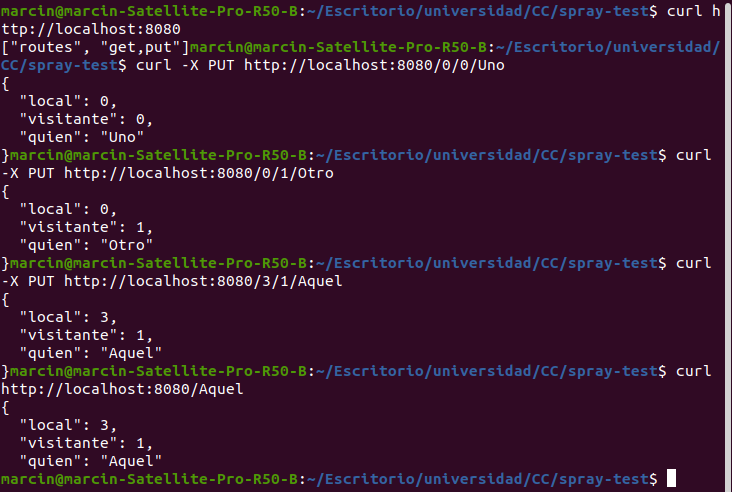 marcin@marcin-Satellite-Pro-R50-B:~/Escritorio/universidad/CC/spray-test$ curl h
ttp://localhost:8080
["routes", "get,put"]marcin@marcin-Satellite-Pro-R50-B:~/Escritorio/universidad/
CC/spray-test$ curl -X PUT http://localhost:8080/0/0/Uno
{
  "local": 0,
  "visitante": 0,
  "quien": "Uno"
}marcin@marcin-Satellite-Pro-R50-B:~/Escritorio/universidad/CC/spray-test$ curl
-X PUT http://localhost:8080/0/1/Otro
{
  "local": 0,
  "visitante": 1,
  "quien": "Otro"
}marcin@marcin-Satellite-Pro-R50-B:~/Escritorio/universidad/CC/spray-test$ curl
-X PUT http://localhost:8080/3/1/Aquel
{
  "local": 3,
  "visitante": 1,
  "quien": "Aquel"
}marcin@marcin-Satellite-Pro-R50-B:~/Escritorio/universidad/CC/spray-test$ curl
http://localhost:8080/Aquel
{
  "local": 3,
  "visitante": 1,
  "quien": "Aquel"
marcin@marcin-Satellite-Pro-R50-B:~/Escritorio/universidad/CC/spray-test$